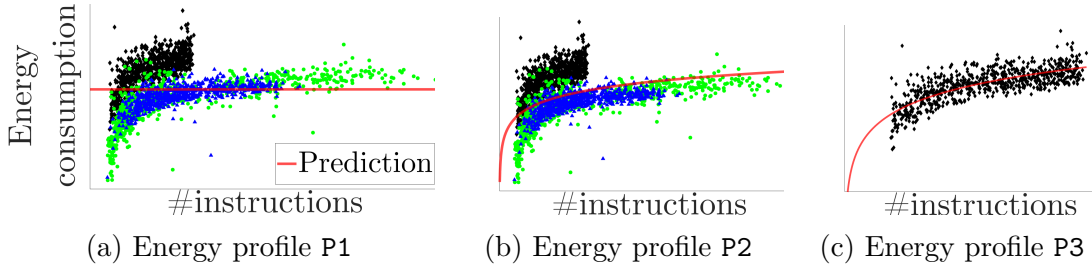 Energy
consumption
Prediction
#instructions
#instructions
#instructions
(a) Energy profile P1
(b) Energy profile P2
(c) Energy profile P3